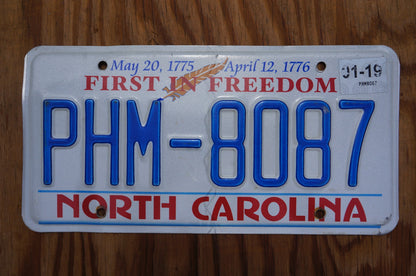 May 20, 1775 April 12, 1776
01-19
FIRST IN FREEDOM
PHM-8087
NORTH CAROLINA